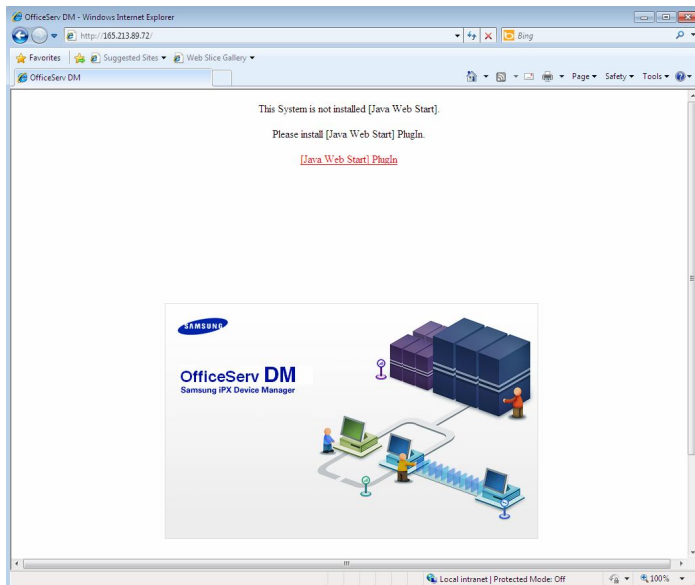 OfficeServ DM - Windows Internet Explorer
http://165.213.89.72/
Bing
Favorites
Suggested Sites
Web Slice Gallery
OfficeServ DM
Page
Safety
Tools
This System is not installed [Java Web Start].
Please install [Java Web Start] PlugIn.
[Java Web Start] PlugIn
SAMSUNG
OfficeServ DM
Samsung iPX Device Manager
Local intranet | Protected Mode: Off
100%